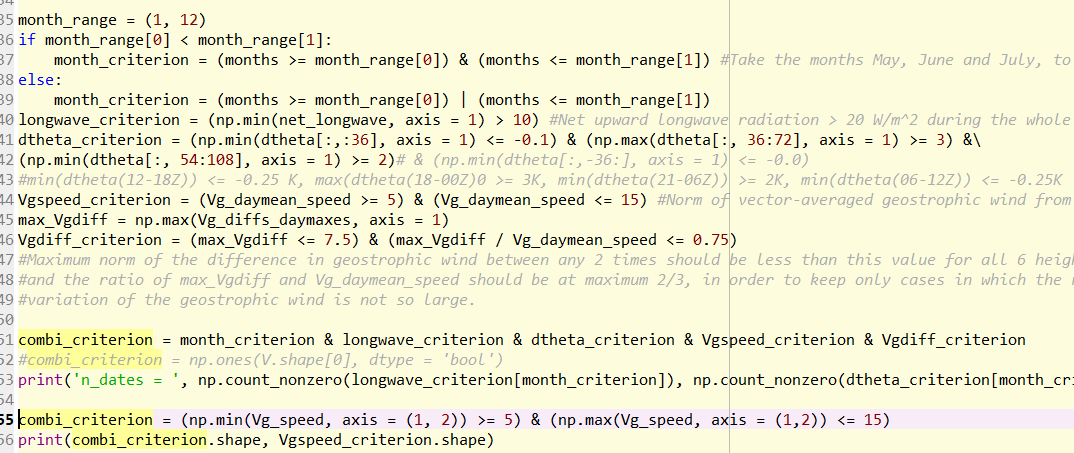 35 month_range = (1, 12)
36 if month_range[0] < month_range[1]:
37     month_criterion = (months >= month_range[0]) & (months <= month_range[1]) #Take the months May, June and July, to
38 else:
39     month_criterion = (months >= month_range[0]) | (months <= month_range[1])
40 longwave_criterion = (np.min(net_longwave, axis = 1) > 10) #Net upward longwave radiation > 20 W/m^2 during the whole
41 dtheta_criterion = (np.min(dtheta[:,:36], axis = 1) <= -0.1) & (np.max(dtheta[:, 36:72], axis = 1) >= 3) &\
42 (np.min(dtheta[:, 54:108], axis = 1) >= 2)# & (np.min(dtheta[:,-36:], axis = 1) <= -0.0)
43 #min(dtheta(12-18Z)) <= -0.25 K, max(dtheta(18-00Z)0 >= 3K, min(dtheta(21-06Z)) >= 2K, min(dtheta(06-12Z)) <= -0.25K
44 Vgspeed_criterion = (Vg_daymean_speed >= 5) & (Vg_daymean_speed <= 15) #Norm of vector-averaged geostrophic wind from
45 max_Vgdiff = np.max(Vg_diffs_daymaxes, axis = 1)
46 Vgdiff_criterion = (max_Vgdiff <= 7.5) & (max_Vgdiff / Vg_daymean_speed <= 0.75)
47 #Maximum norm of the difference in geostrophic wind between any 2 times should be less than this value for all 6
48 #and the ratio of max_Vgdiff and Vg_daymean_speed should be at maximum 2/3, in order to keep only cases in which the
49 #variation of the geostrophic wind is not so large.
50
51 combi_criterion = month_criterion & longwave_criterion & dtheta_criterion & Vgspeed_criterion & Vgdiff_criterion
52 #combi_criterion = np.ones(V.shape[0], dtype = 'bool')
53 print('n_dates = ', np.count_nonzero(longwave_criterion[month_criterion]), np.count_nonzero(dtheta_criterion[month_cr
54
55 combi_criterion = (np.min(Vg_speed, axis = (1, 2)) >= 5) & (np.max(Vg_speed, axis = (1,2)) <= 15)
56 print(combi_criterion.shape, Vgspeed_criterion.shape)